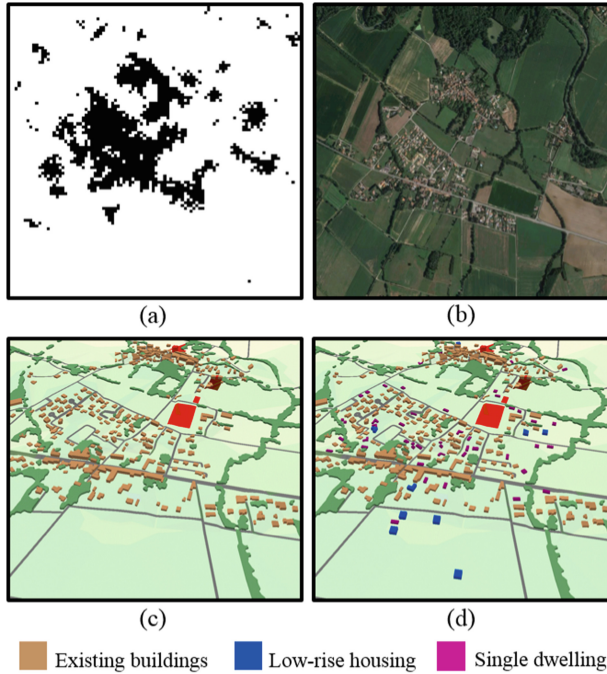 (a)
(b)
(c)
(d)
Existing buildings
Low-rise housing
Single dwelling